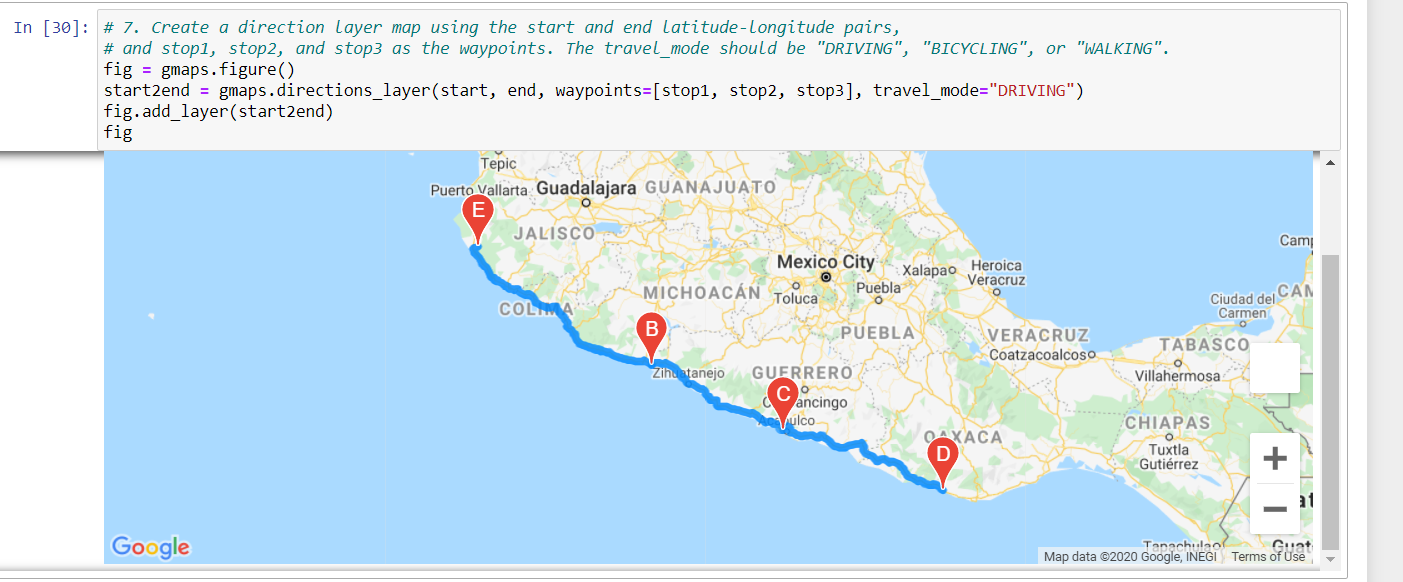 In [30]:
# 7. Create a direction layer map using the start and end latitude-longitude pairs,
# and stop1, stop2, and stop3 as the waypoints. The travel_mode should be "DRIVING", "BICYCLING", or "WALKING".
fig = gmaps.figure()
start2end = gmaps.directions_layer(start, end, waypoints=[stop1, stop2, stop3], travel_mode="DRIVING")
fig.add_layer(start2end)
fig
Tepic
Puerto Vallarta
Guadalajara
GUANAJUATO
E
JALISCO
Mexico City
Xalapa
Heroica
Veracruz
Camp
MICHOACÁN
Toluca
Puebla
COLIMA
Ciudad del
Carmen
CAM
B
PUEBLA
VERACRUZ
Coatzacoalcos
TABASCO
Zihuatanejo
GUERRERO
Villahermosa
C
ancingo
ulco
CHIAPAS
OAXACA
D
Tuxtla
Gutiérrez
+
−
at
Google
Tapachula
Guat
Map data ©2020 Google, INEGI
Terms of Use